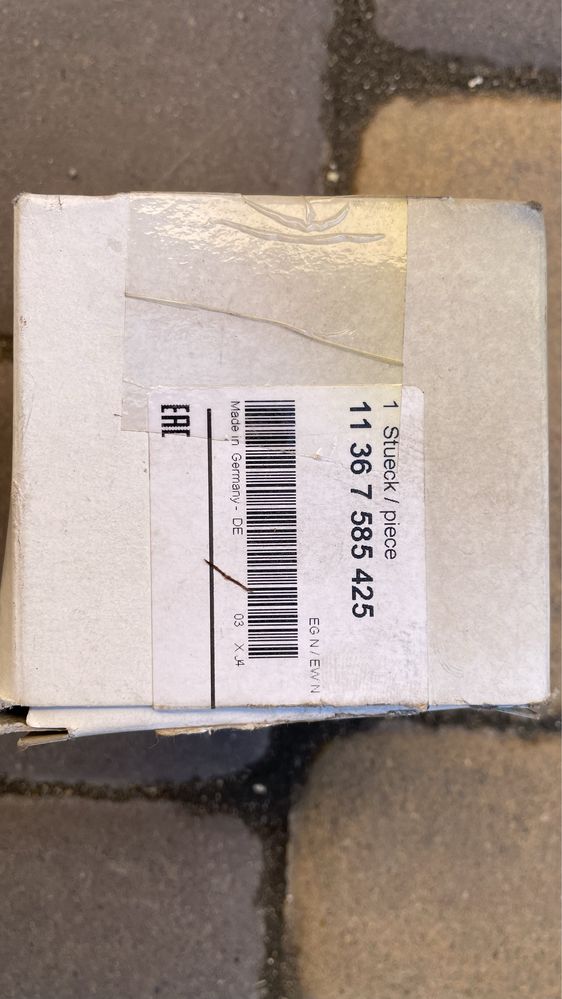 1 Stueck / piece
11 36 7 585 425
EG N / EW N
Made in Germany - DE 03 X J4
EAC